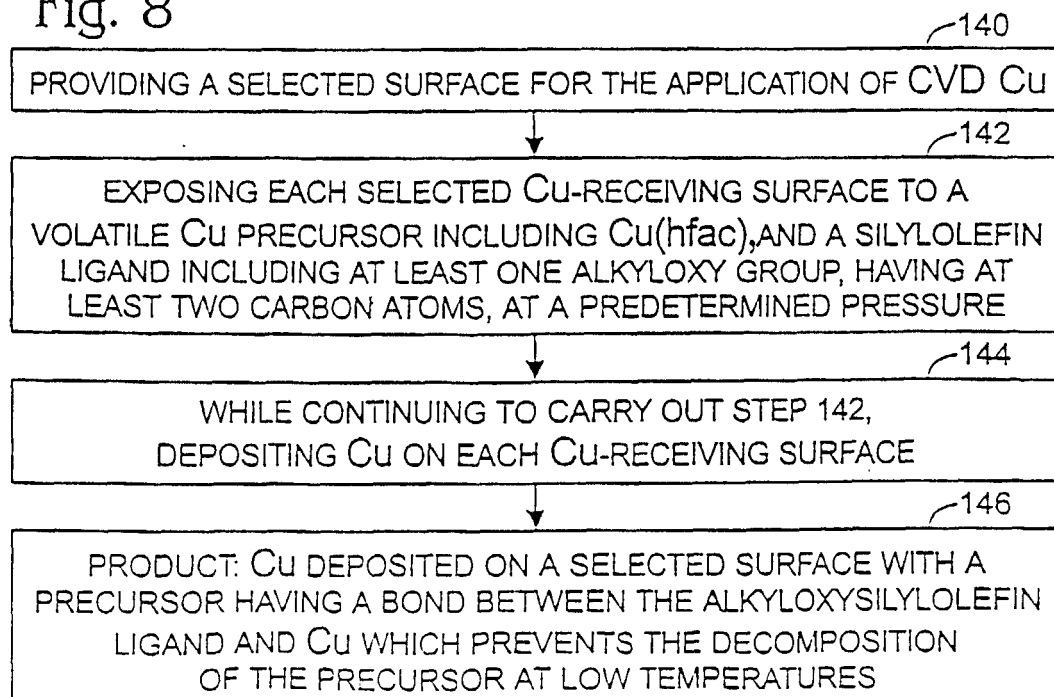 Fig. 8
140
PROVIDING A SELECTED SURFACE FOR THE APPLICATION OF CVD Cu
142
EXPOSING EACH SELECTED Cu-RECEIVING SURFACE TO A
VOLATILE Cu PRECURSOR INCLUDING Cu(hfac),AND A SILYLOLEFIN
LIGAND INCLUDING AT LEAST ONE ALKYLOXY GROUP, HAVING AT
LEAST TWO CARBON ATOMS, AT A PREDETERMINED PRESSURE
144
WHILE CONTINUING TO CARRY OUT STEP 142,
DEPOSITING Cu ON EACH Cu-RECEIVING SURFACE
146
PRODUCT: Cu DEPOSITED ON A SELECTED SURFACE WITH A
PRECURSOR HAVING A BOND BETWEEN THE ALKYLOXYSILYLOLEFIN
LIGAND AND Cu WHICH PREVENTS THE DECOMPOSITION
OF THE PRECURSOR AT LOW TEMPERATURES